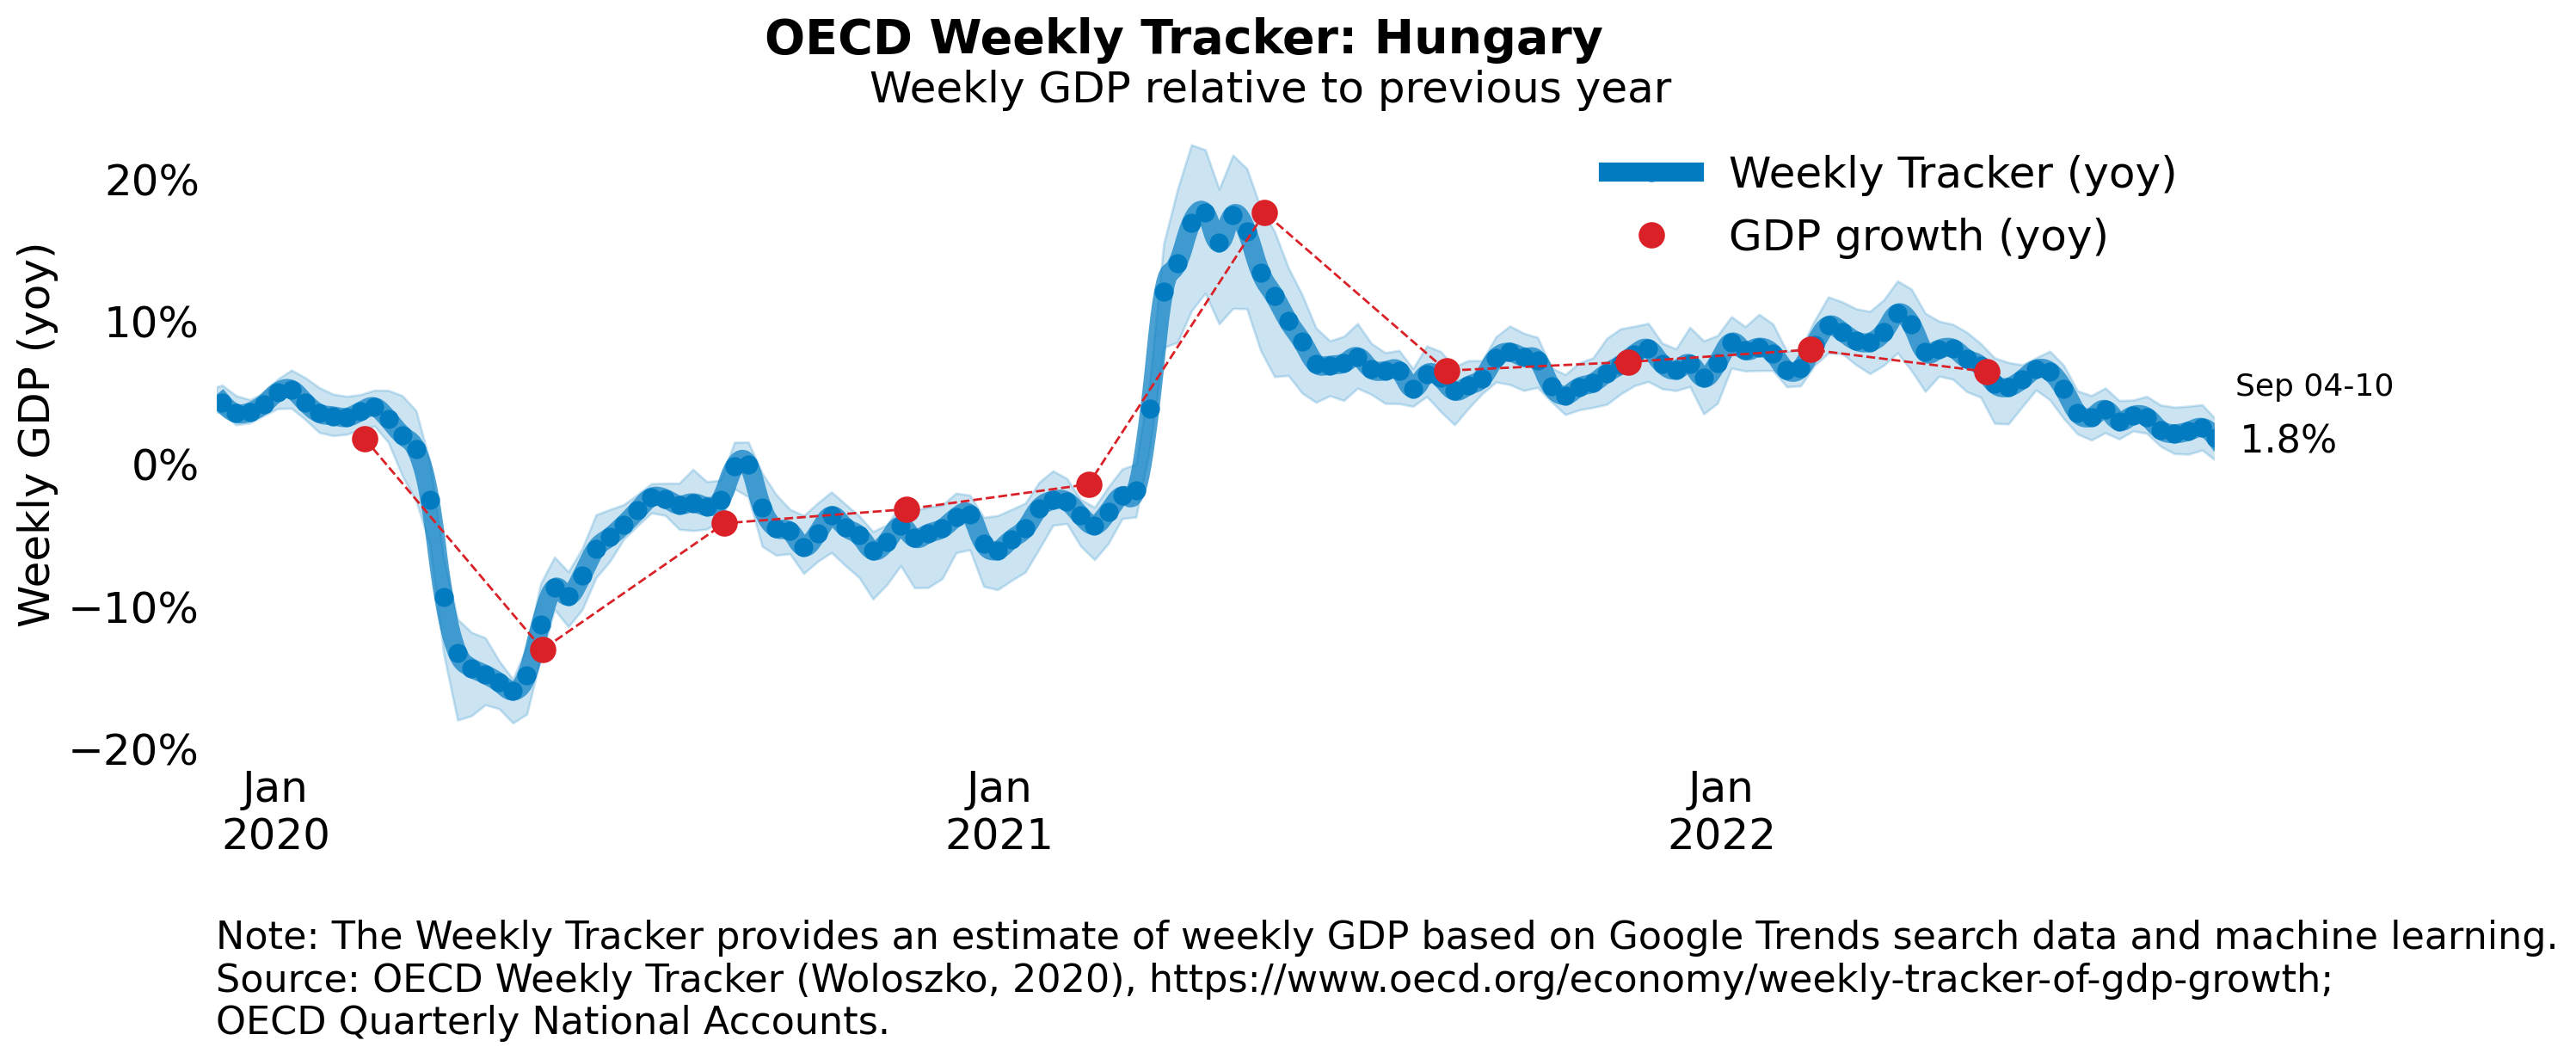 OECD Weekly Tracker: Hungary
Weekly GDP relative to previous year
Weekly Tracker (yoy)
GDP growth (yoy)
Weekly GDP (yoy)
20%
10%
0%
−10%
−20%
Sep 04-10
1.8%
Jan
2020
Jan
2021
Jan
2022
Note: The Weekly Tracker provides an estimate of weekly GDP based on Google Trends search data and machine learning.
Source: OECD Weekly Tracker (Woloszko, 2020), https://www.oecd.org/economy/weekly-tracker-of-gdp-growth;
OECD Quarterly National Accounts.